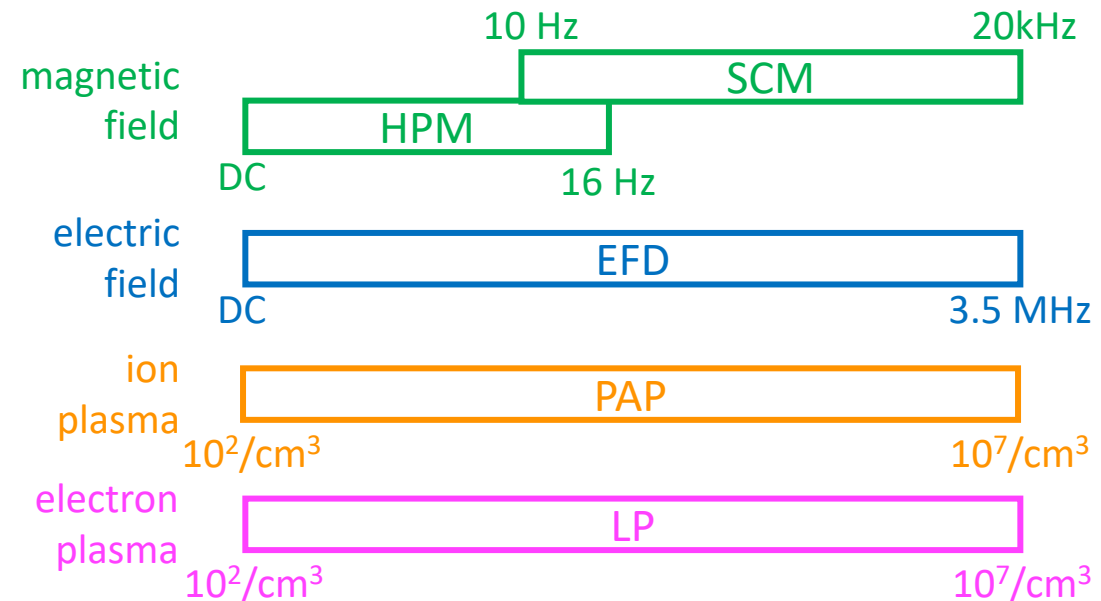 10 Hz 20kHz
magnetic SCM
field HPM
DC 16 Hz
electric
field EFD
DC 3.5 MHz
ion
plasma PAP
10²/cm³ 10⁷/cm³
electron
plasma LP
10²/cm³ 10⁷/cm³